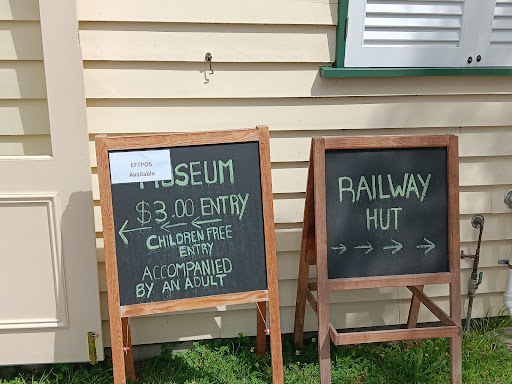 EFTPOS
Available
MUSEUM
$3.00 ENTRY
CHILDREN FREE
ENTRY
ACCOMPANIED
BY AN ADULT
RAILWAY
HUT